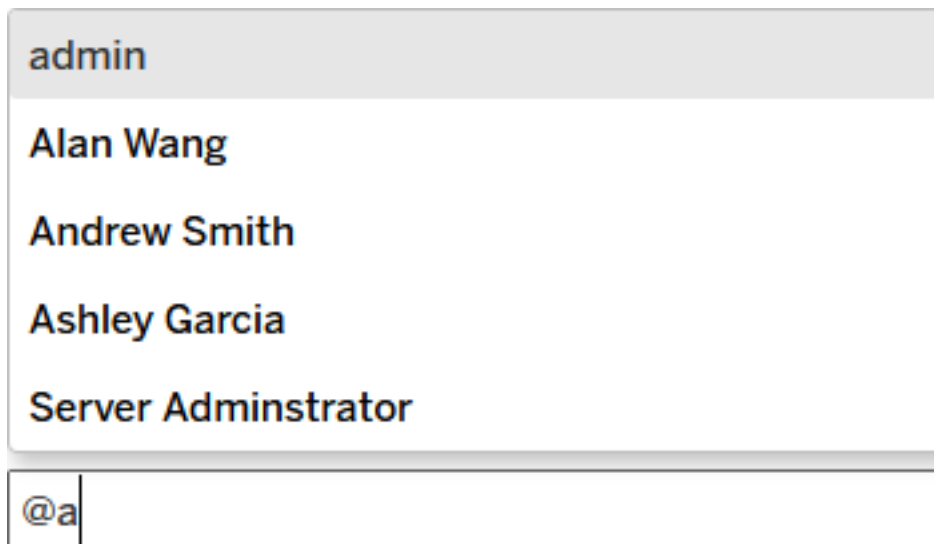 admin
Alan Wang
Andrew Smith
Ashley Garcia
Server Adminstrator
@a